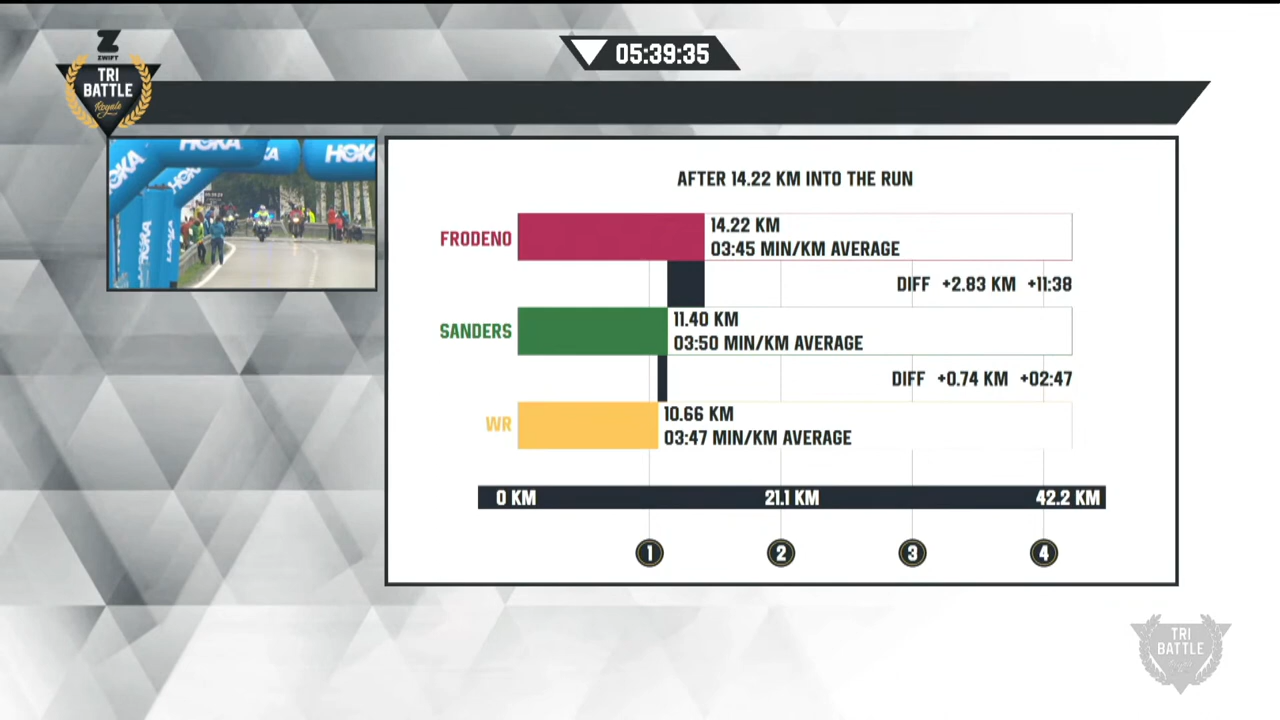 05:39:35
ZWIFT
TRI
BATTLE
Royale
HOKA
HOKA
HOKA
HOKA
AFTER 14.22 KM INTO THE RUN
FRODENO
14.22 KM
03:45 MIN/KM AVERAGE
DIFF +2.83 KM +11:38
SANDERS
11.40 KM
03:50 MIN/KM AVERAGE
DIFF +0.74 KM +02:47
WR
10.66 KM
03:47 MIN/KM AVERAGE
0 KM 21.1 KM 42.2 KM
1 2 3 4
TRI
BATTLE
Royale